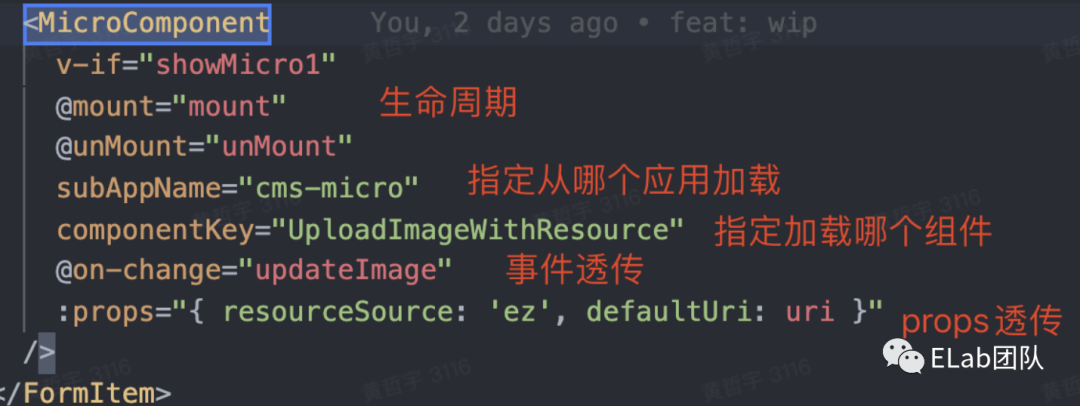 <MicroComponent You, 2 days ago • feat: wip
v-if="showMicro1"
@mount="mount" 生命周期
@unMount="unMount"
subAppName="cms-micro" 指定从哪个应用加载
componentKey="UploadImageWithResource" 指定加载哪个组件
@on-change="updateImage" 事件透传
:props="{ resourceSource: 'ez', defaultUri: uri }" props透传
/>
ELab团队
</FormItem>
黄哲宇 3116